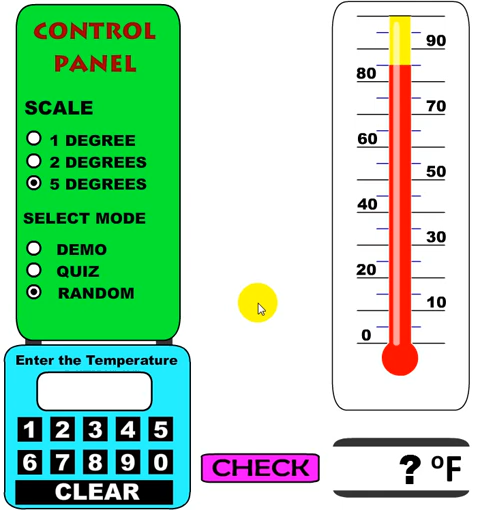 CONTROL
PANEL
SCALE
1 DEGREE
2 DEGREES
5 DEGREES
SELECT MODE
DEMO
QUIZ
RANDOM
Enter the Temperature
1 2 3 4 5
6 7 8 9 0
CLEAR
CHECK
90
80
70
60
50
40
30
20
10
0
? ºF